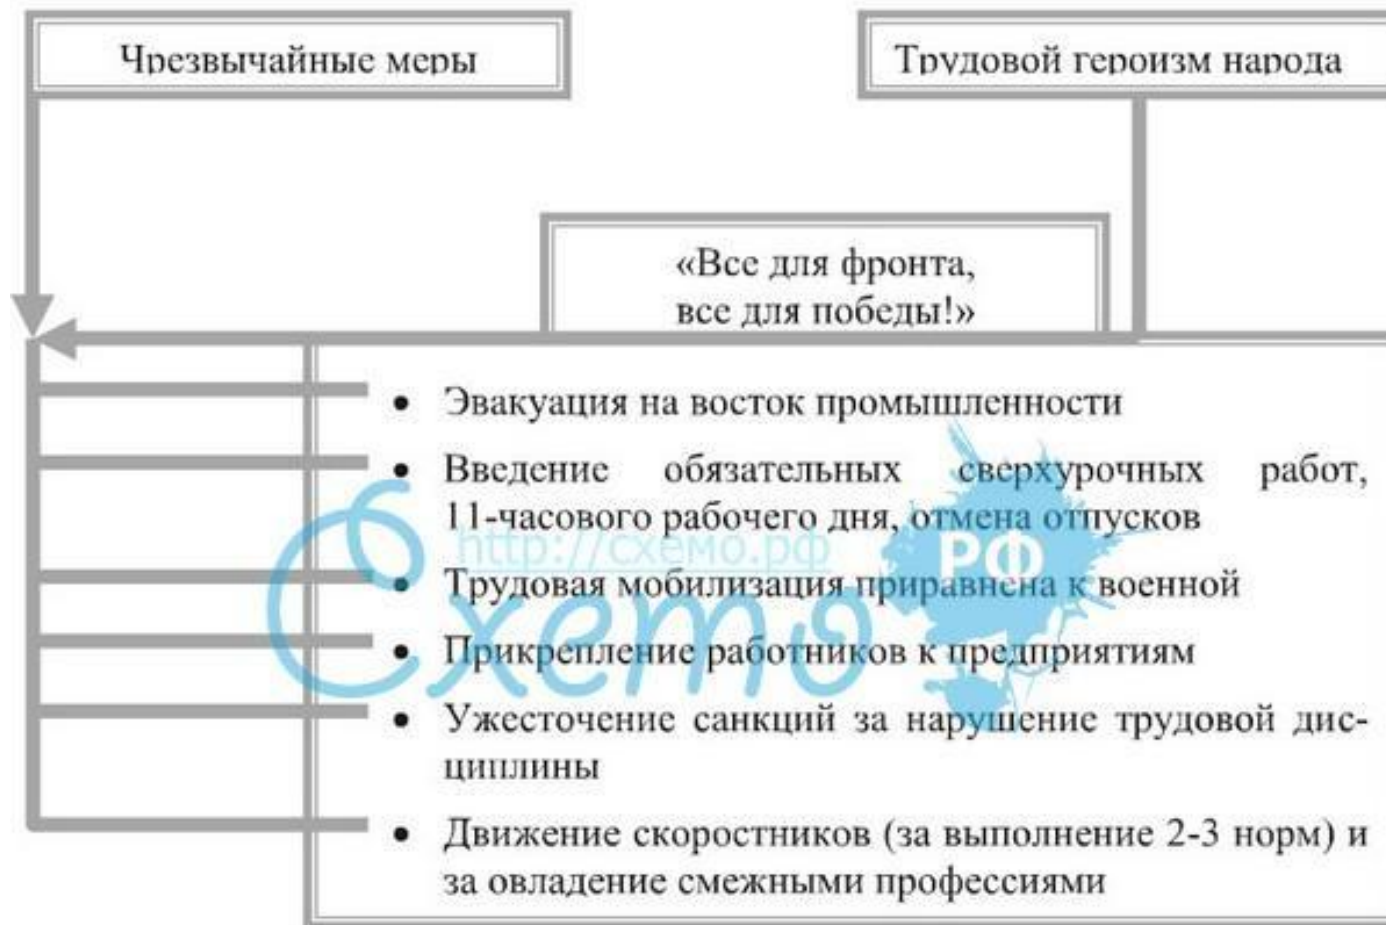 Чрезвычайные меры
Трудовой героизм народа
«Все для фронта,
все для победы!»
• Эвакуация на восток промышленности
• Введение обязательных сверхурочных работ,
11-часового рабочего дня, отмена отпусков
• Трудовая мобилизация приравнена к военной
• Прикрепление работников к предприятиям
• Ужесточение санкций за нарушение трудовой дис-
циплины
• Движение скоростников (за выполнение 2-3 норм) и
за овладение смежными профессиями
http://схемо.рф
Схемо
РФ